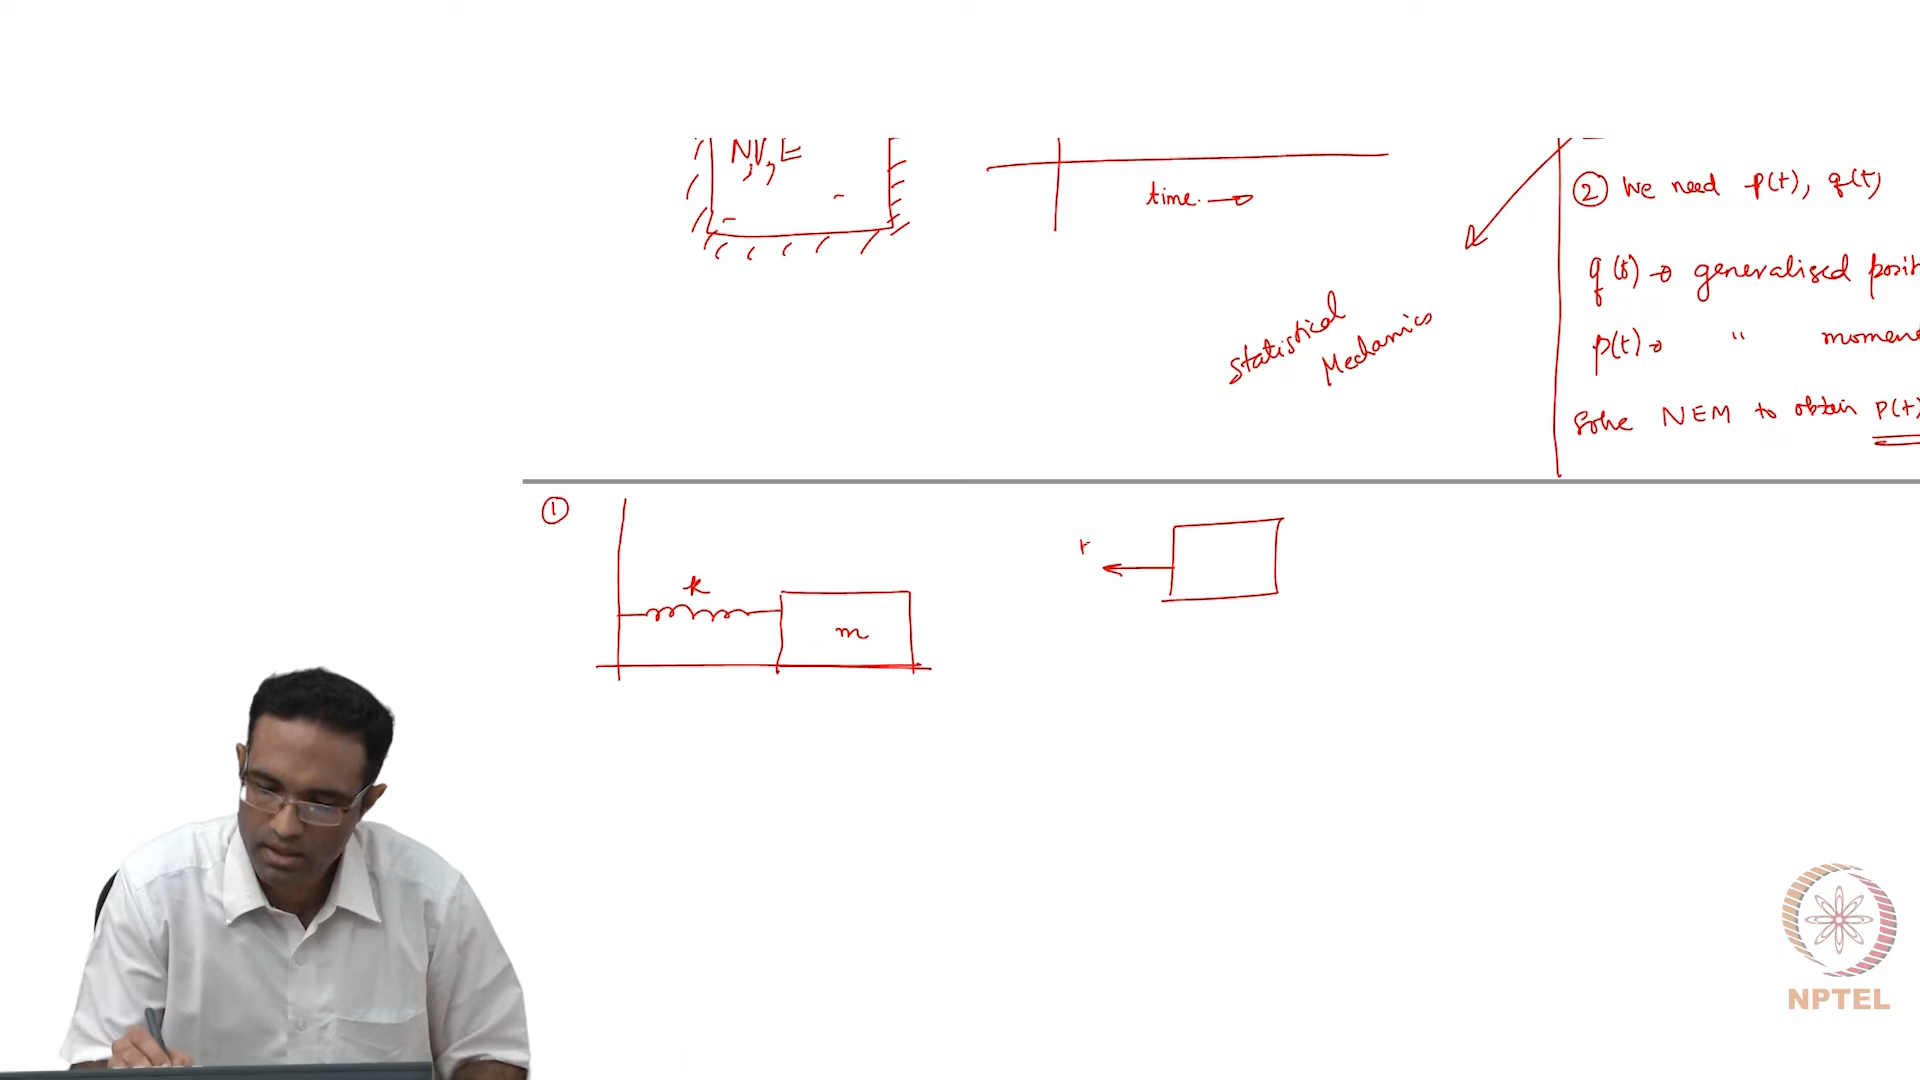 N,V,E
time →
② We need p(t), q(t)
q(t) → generalised posit
p(t) → " momen
Solve NEM to obtain p(t)
Statistical
Mechanics
①
k
m
NPTEL